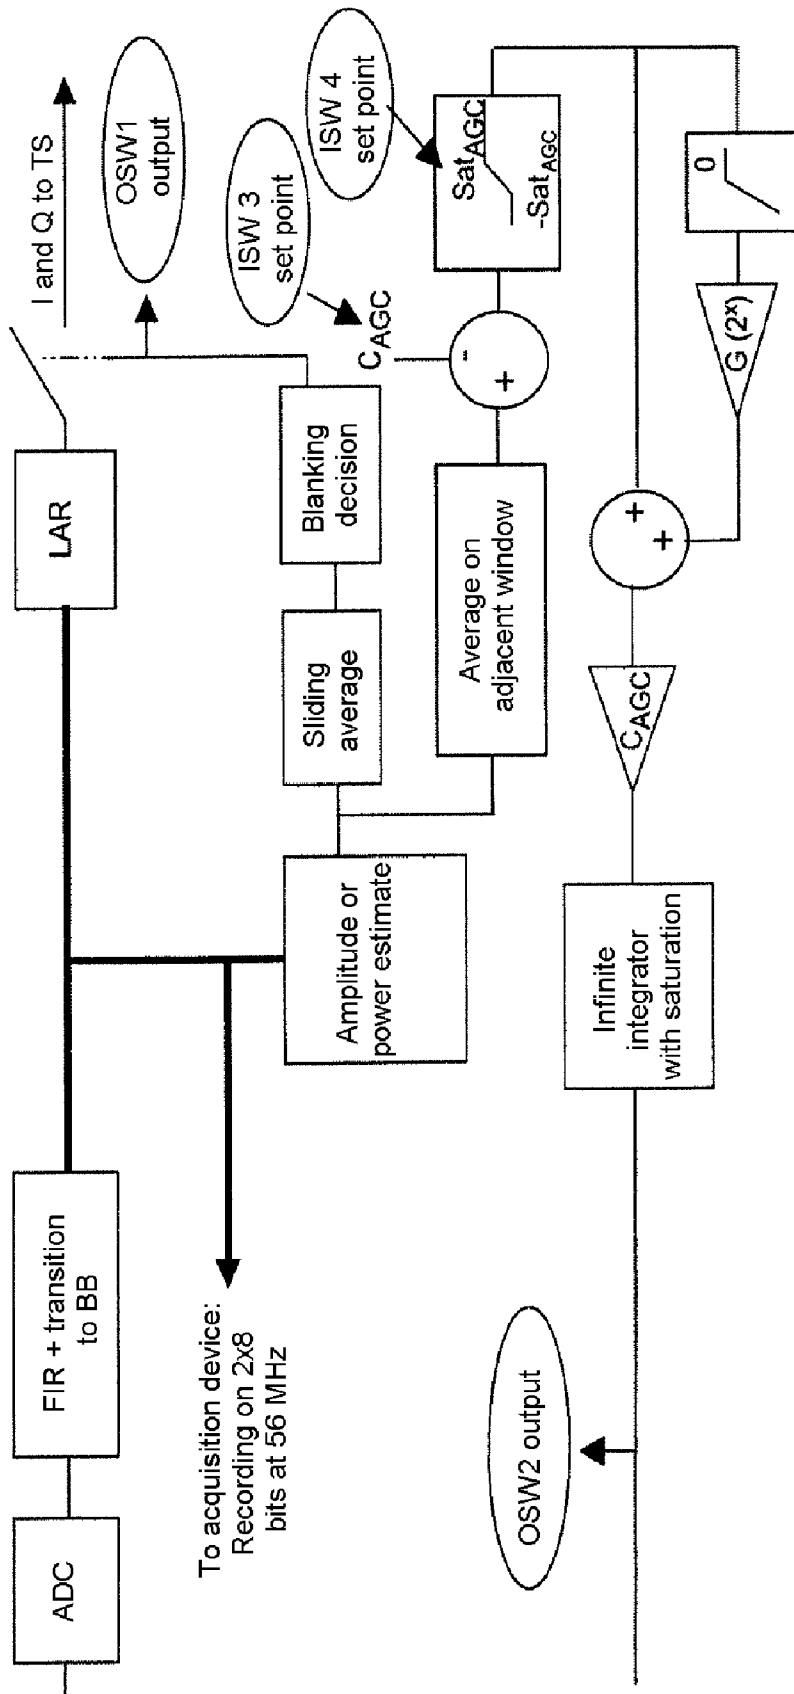 ADC
FIR + transition
to BB
LAR
I and Q to TS
OSW1
output
To acquisition device:
Recording on 2x8
bits at 56 MHz
Amplitude or
power estimate
Sliding
average
Blanking
decision
ISW 3
set point
CAGC
ISW 4
set point
Average on
adjacent window
+
-
SatAGC
-SatAGC
OSW2 output
Infinite
integrator
with saturation
CAGC
+
+
G (2ˣ)
0